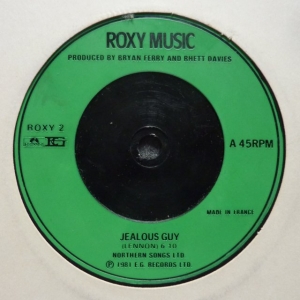 ROXY MUSIC
PRODUCED BY BRYAN FERRY AND RHETT DAVIES
ROXY 2
EG
A 45RPM
MADE IN FRANCE
JEALOUS GUY
(LENNON)
NORTHERN SONGS LTD
℗ 1981 E.G. RECORDS LTD